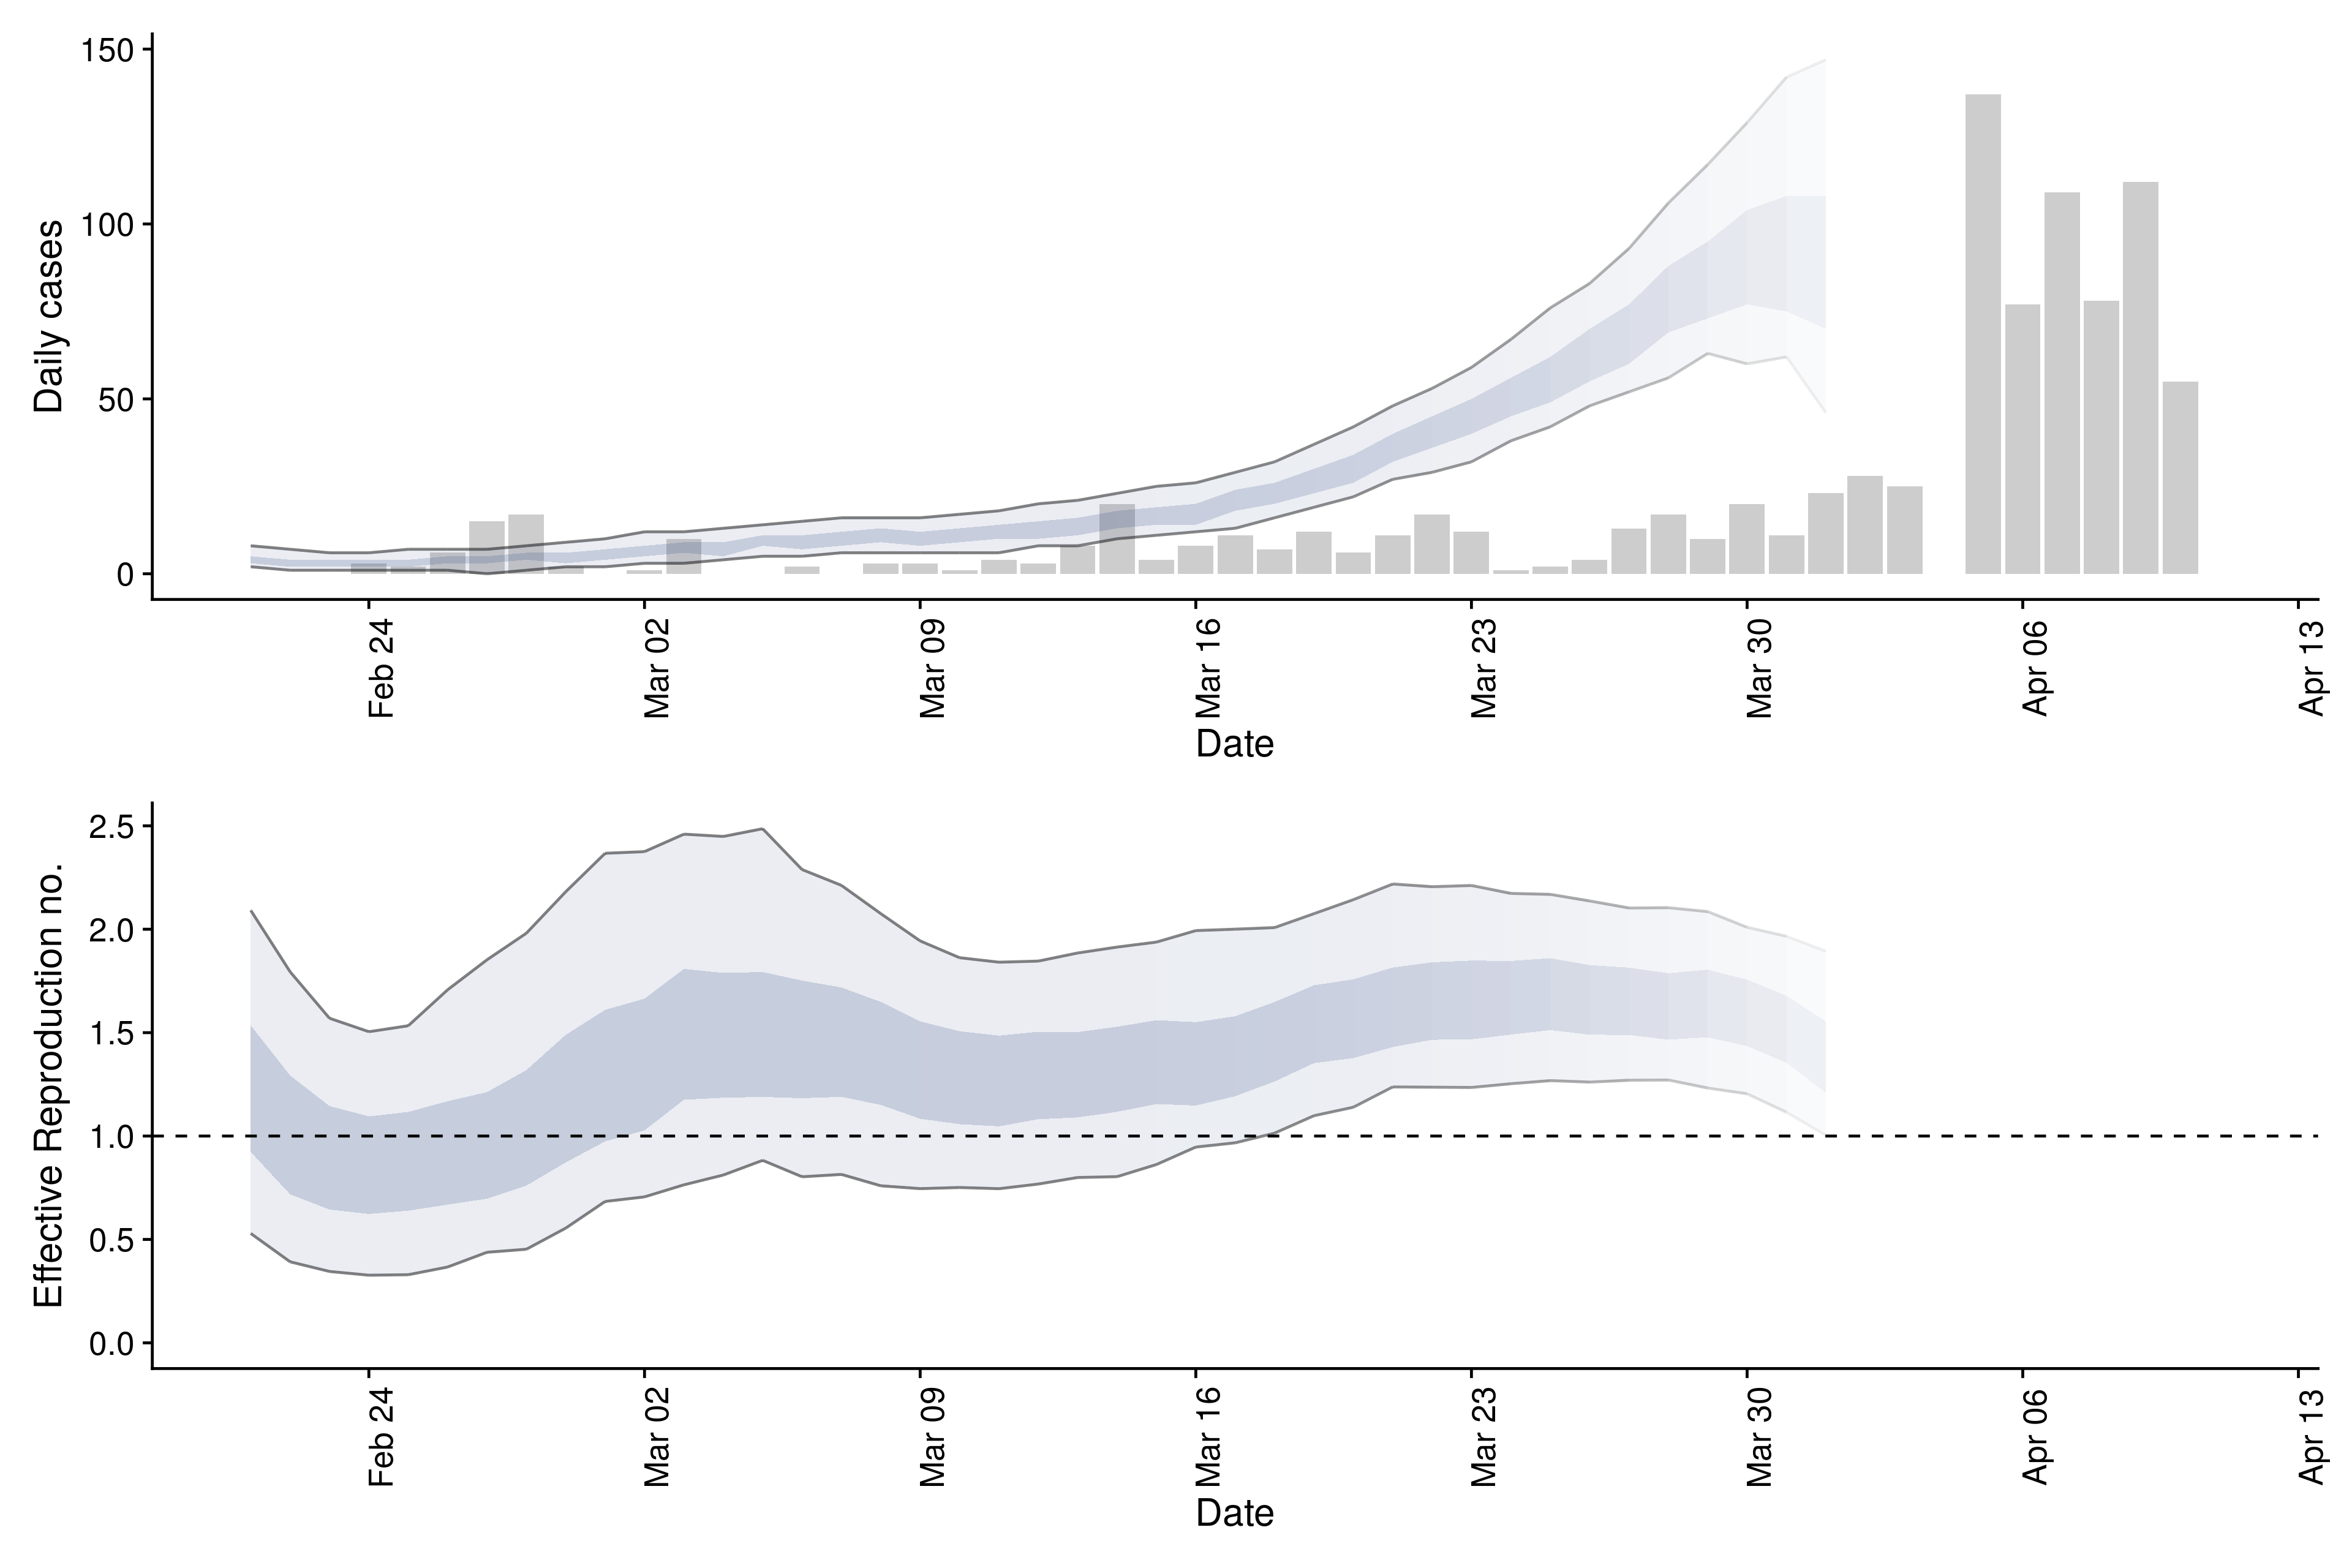 150
100
50
0
Daily cases
Feb 24
Mar 02
Mar 09
Mar 16
Mar 23
Mar 30
Apr 06
Apr 13
Date
2.5
2.0
1.5
1.0
0.5
0.0
Effective Reproduction no.
Feb 24
Mar 02
Mar 09
Mar 16
Mar 23
Mar 30
Apr 06
Apr 13
Date